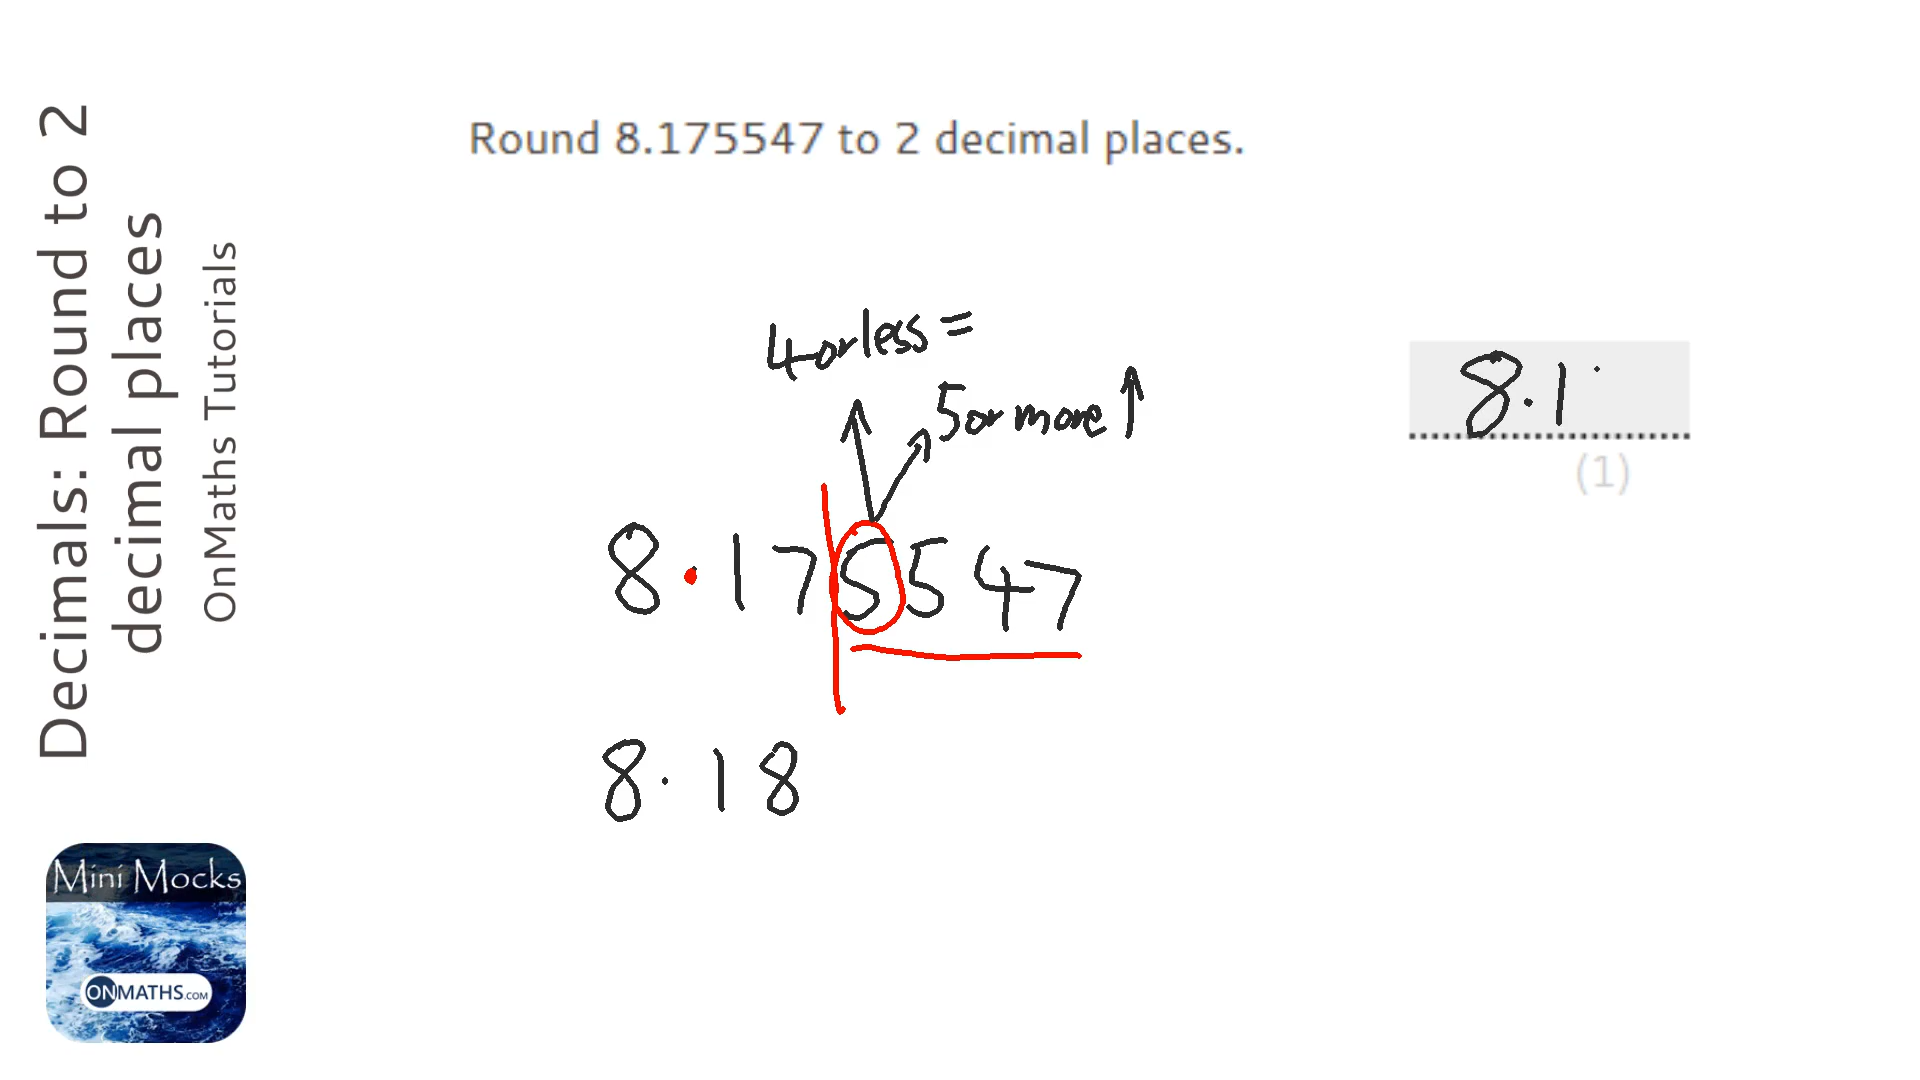 Decimals: Round to 2
decimal places
OnMaths Tutorials
Round 8.175547 to 2 decimal places.
4 or less =
5 or more ↑
8.1
(1)
8.175547
8.18
Mini Mocks
ONMATHS.COM